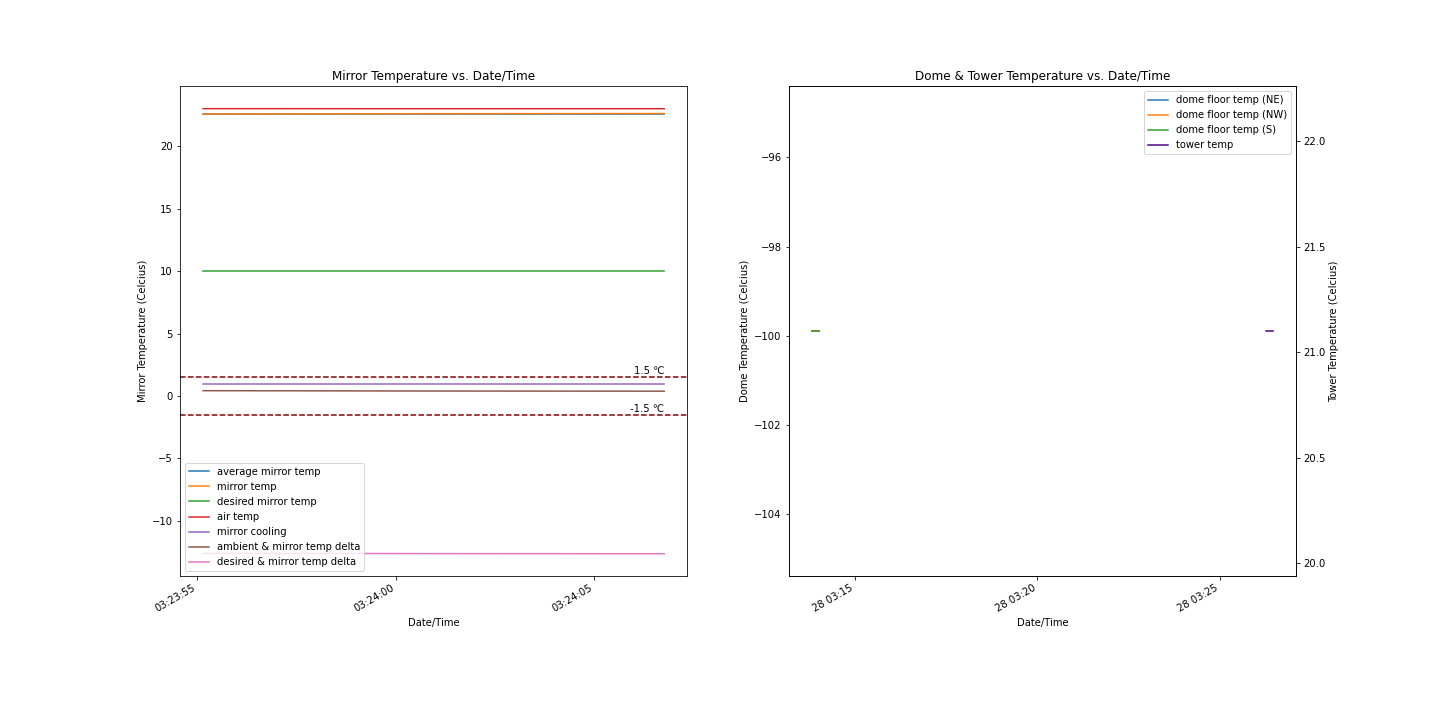 Mirror Temperature vs. Date/Time
20
15
10
5
0
−5
−10
Mirror Temperature (Celcius)
1.5 °C
-1.5 °C
average mirror temp
mirror temp
desired mirror temp
air temp
mirror cooling
ambient & mirror temp delta
desired & mirror temp delta
03:23:55
03:24:00
03:24:05
Date/Time
Dome & Tower Temperature vs. Date/Time
−96
−98
−100
−102
−104
Dome Temperature (Celcius)
dome floor temp (NE)
dome floor temp (NW)
dome floor temp (S)
tower temp
22.0
21.5
21.0
20.5
20.0
Tower Temperature (Celcius)
28 03:15
28 03:20
28 03:25
Date/Time